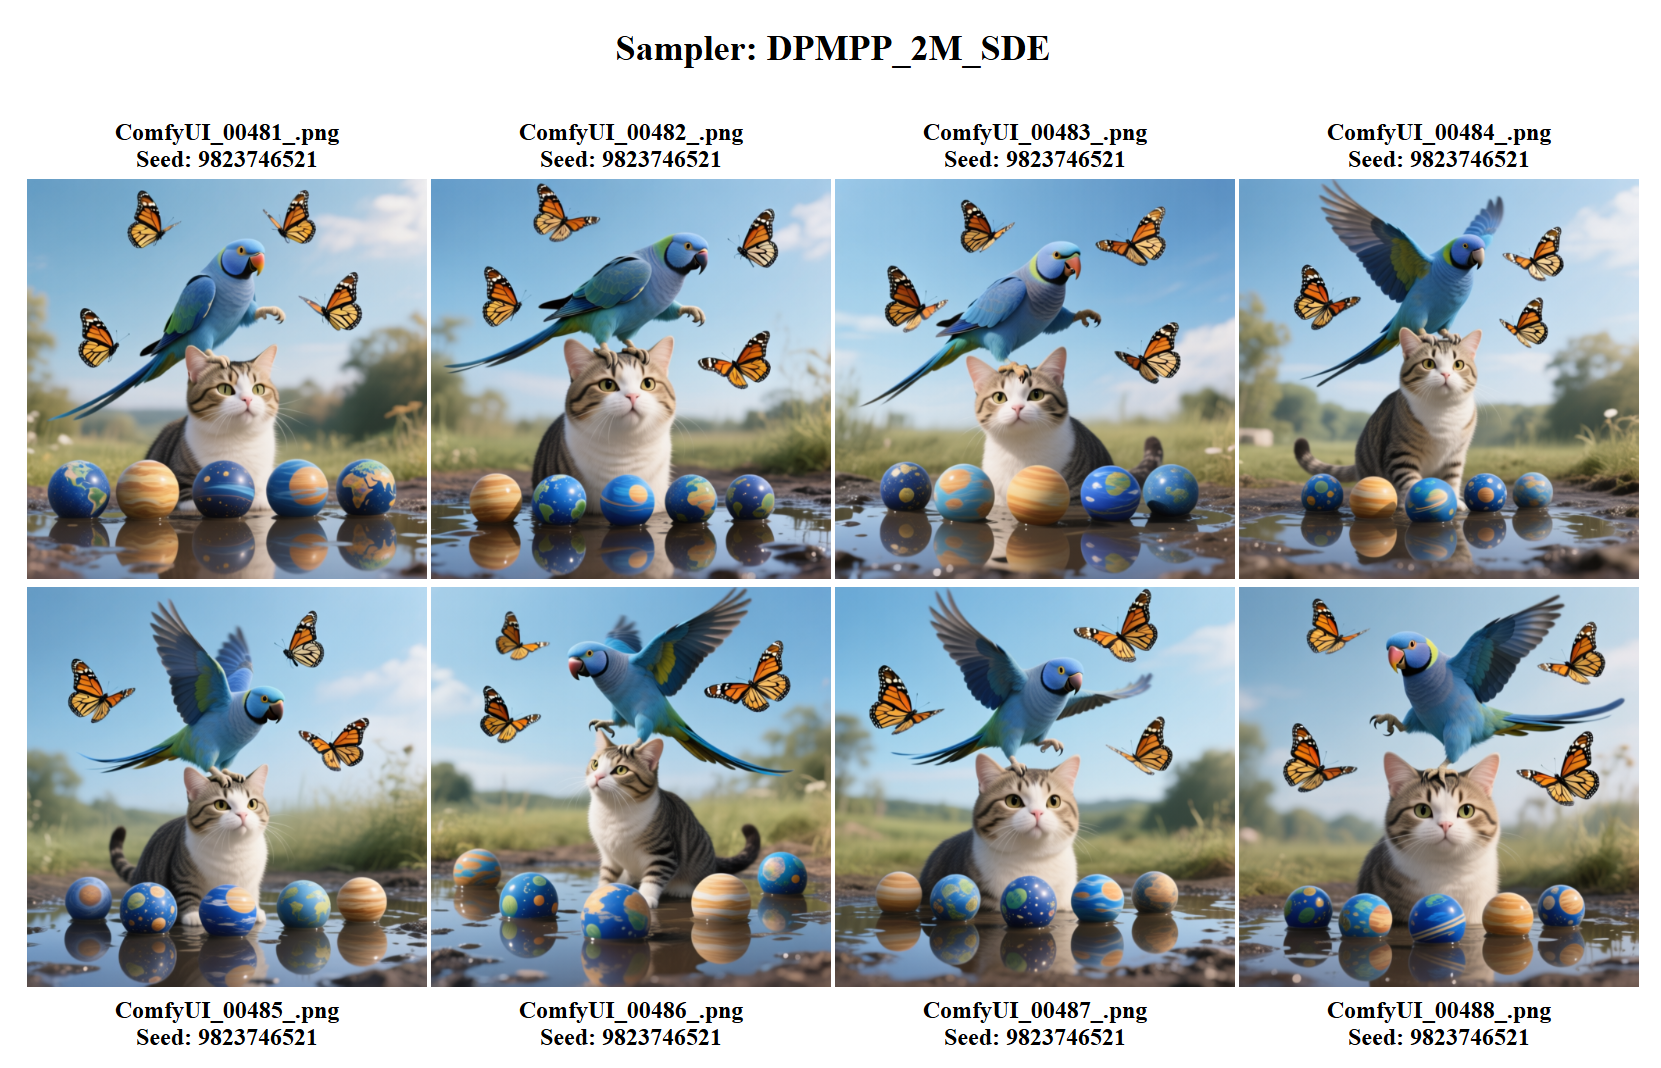 Sampler: DPMPP_2M_SDE
ComfyUI_00481_.png
Seed: 9823746521
ComfyUI_00482_.png
Seed: 9823746521
ComfyUI_00483_.png
Seed: 9823746521
ComfyUI_00484_.png
Seed: 9823746521
ComfyUI_00485_.png
Seed: 9823746521
ComfyUI_00486_.png
Seed: 9823746521
ComfyUI_00487_.png
Seed: 9823746521
ComfyUI_00488_.png
Seed: 9823746521